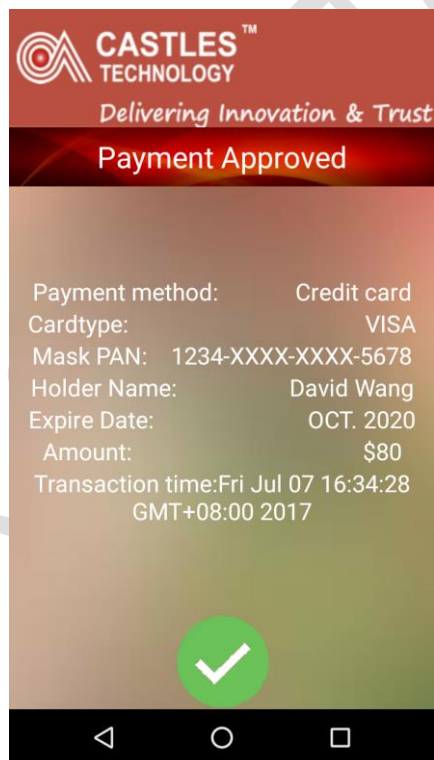 CASTLES™
TECHNOLOGY
Delivering Innovation & Trust
Payment Approved
Payment method: Credit card
Cardtype: VISA
Mask PAN: 1234-XXXX-XXXX-5678
Holder Name: David Wang
Expire Date: OCT. 2020
Amount: $80
Transaction time:Fri Jul 07 16:34:28
GMT+08:00 2017